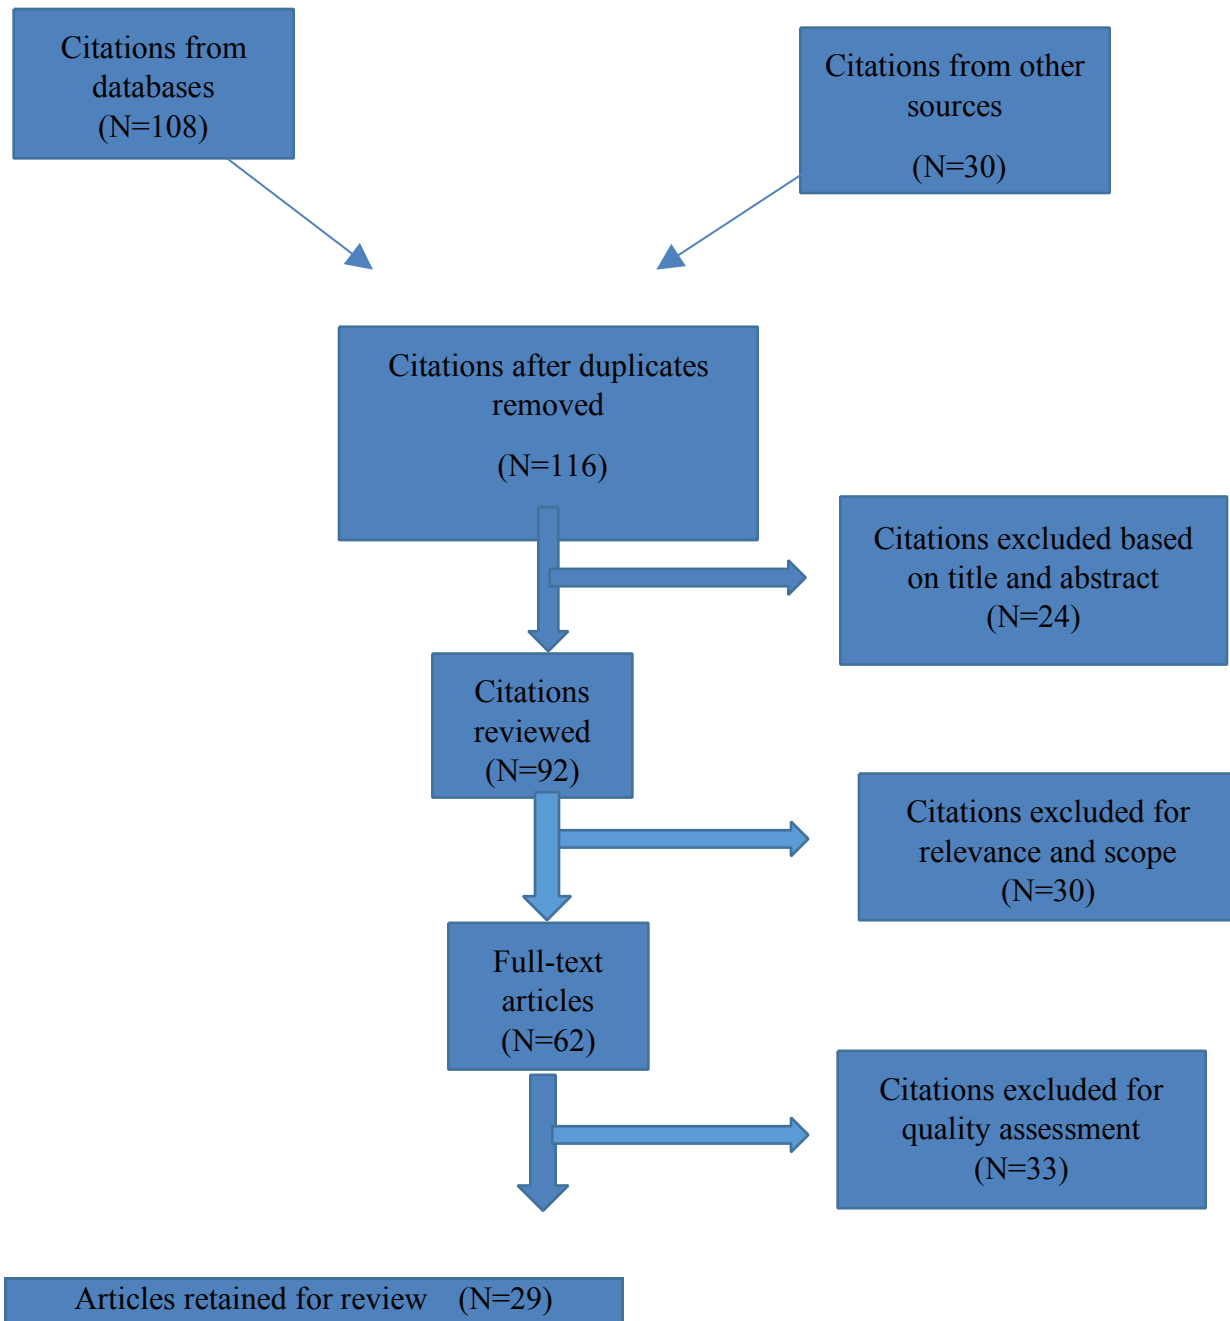 Citations from
databases
(N=108)
Citations from other
sources
(N=30)
Citations after duplicates
removed
(N=116)
Citations excluded based
on title and abstract
(N=24)
Citations
reviewed
(N=92)
Citations excluded for
relevance and scope
(N=30)
Full-text
articles
(N=62)
Citations excluded for
quality assessment
(N=33)
Articles retained for review (N=29)